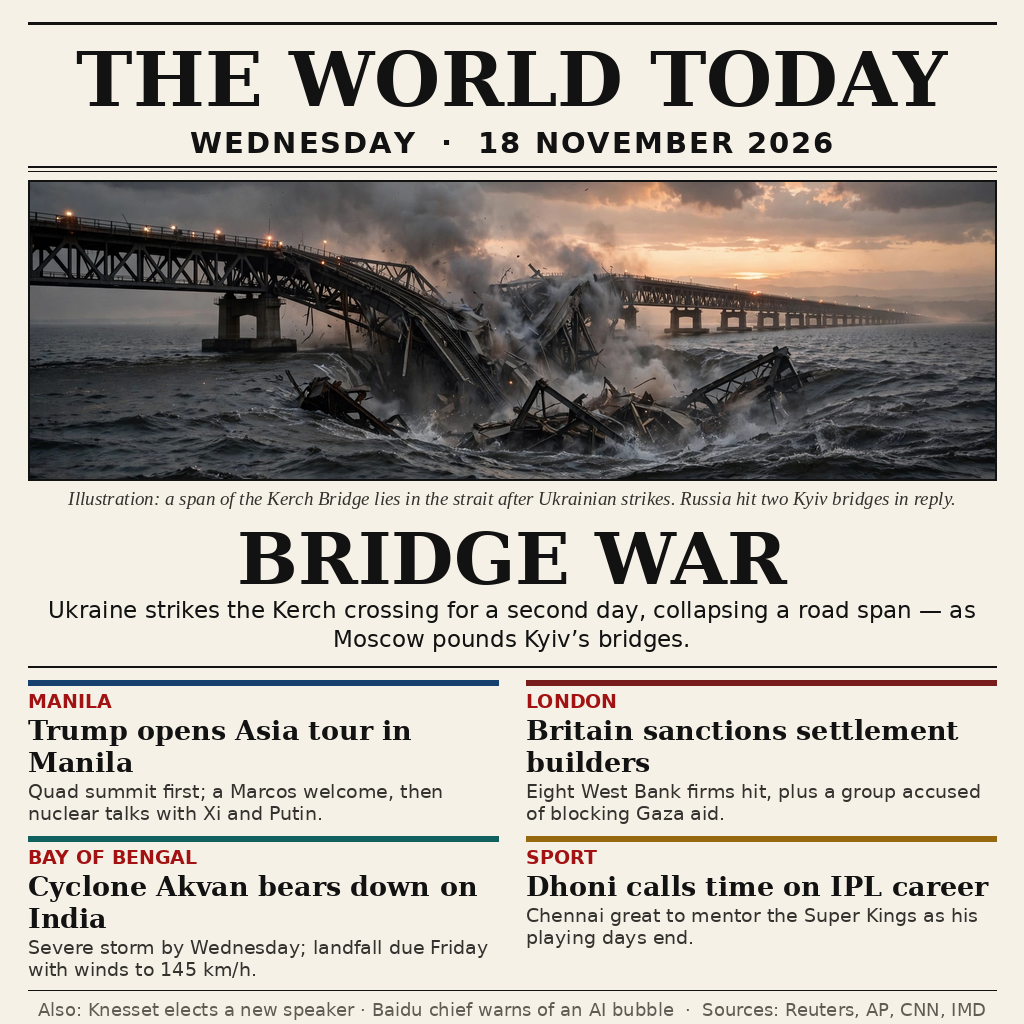 THE WORLD TODAY
WEDNESDAY · 18 NOVEMBER 2026
Illustration: a span of the Kerch Bridge lies in the strait after Ukrainian strikes. Russia hit two Kyiv bridges in reply.
BRIDGE WAR
Ukraine strikes the Kerch crossing for a second day, collapsing a road span — as
Moscow pounds Kyiv’s bridges.
MANILA
Trump opens Asia tour in
Manila
Quad summit first; a Marcos welcome, then
nuclear talks with Xi and Putin.
LONDON
Britain sanctions settlement
builders
Eight West Bank firms hit, plus a group accused
of blocking Gaza aid.
BAY OF BENGAL
Cyclone Akvan bears down on
India
Severe storm by Wednesday; landfall due Friday
with winds to 145 km/h.
SPORT
Dhoni calls time on IPL career
Chennai great to mentor the Super Kings as his
playing days end.
Also: Knesset elects a new speaker · Baidu chief warns of an AI bubble · Sources: Reuters, AP, CNN, IMD